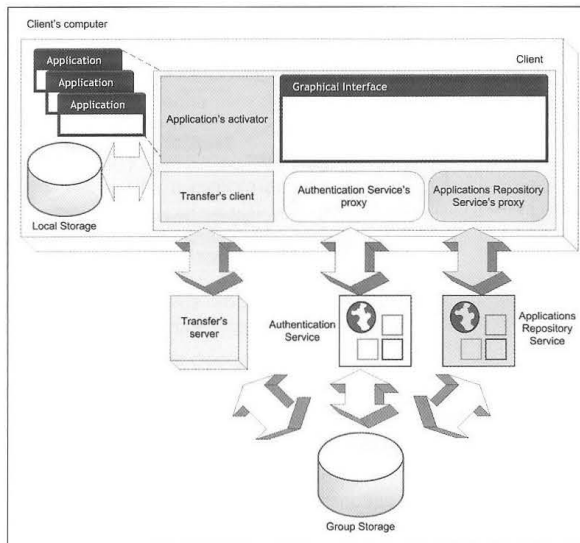 Client's computer
Application
Application
Application
Client
Application's activator
Graphical Interface
Local Storage
Transfer's client
Authentication Service's
proxy
Applications Repository
Service's proxy
Transfer's
server
Authentication
Service
Applications
Repository
Service
Group Storage